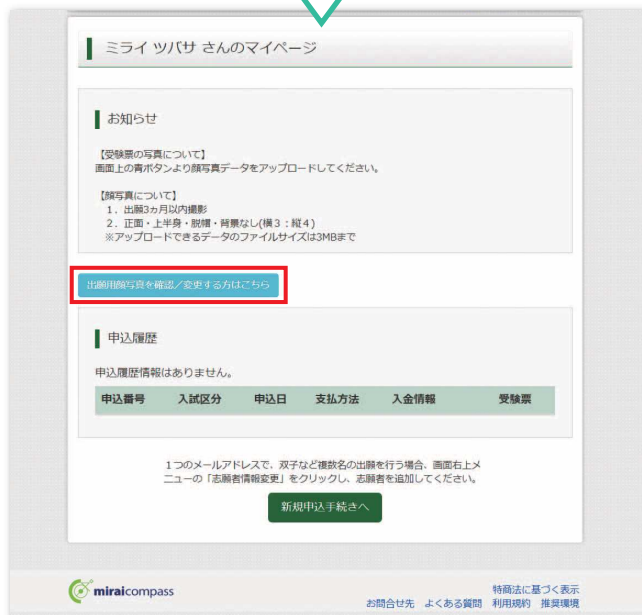 ミライ ツバサ さんのマイページ
お知らせ
【受験票の写真について】
画面上の青ボタンより顔写真データをアップロードしてください。
【顔写真について】
1．出願3ヵ月以内撮影
2．正面・上半身・脱帽・背景なし(横3：縦4)
※アップロードできるデータのファイルサイズは3MBまで
出願用顔写真を確認／変更する方はこちら
申込履歴
申込履歴情報はありません。
申込番号 入試区分 申込日 支払方法 入金情報 受験票
1つのメールアドレスで、双子など複数名の出願を行う場合、画面右上メ
ニューの「志願者情報変更」をクリックし、志願者を追加してください。
新規申込手続きへ
miraicompass
特商法に基づく表示
お問合せ先 よくある質問 利用規約 推奨環境